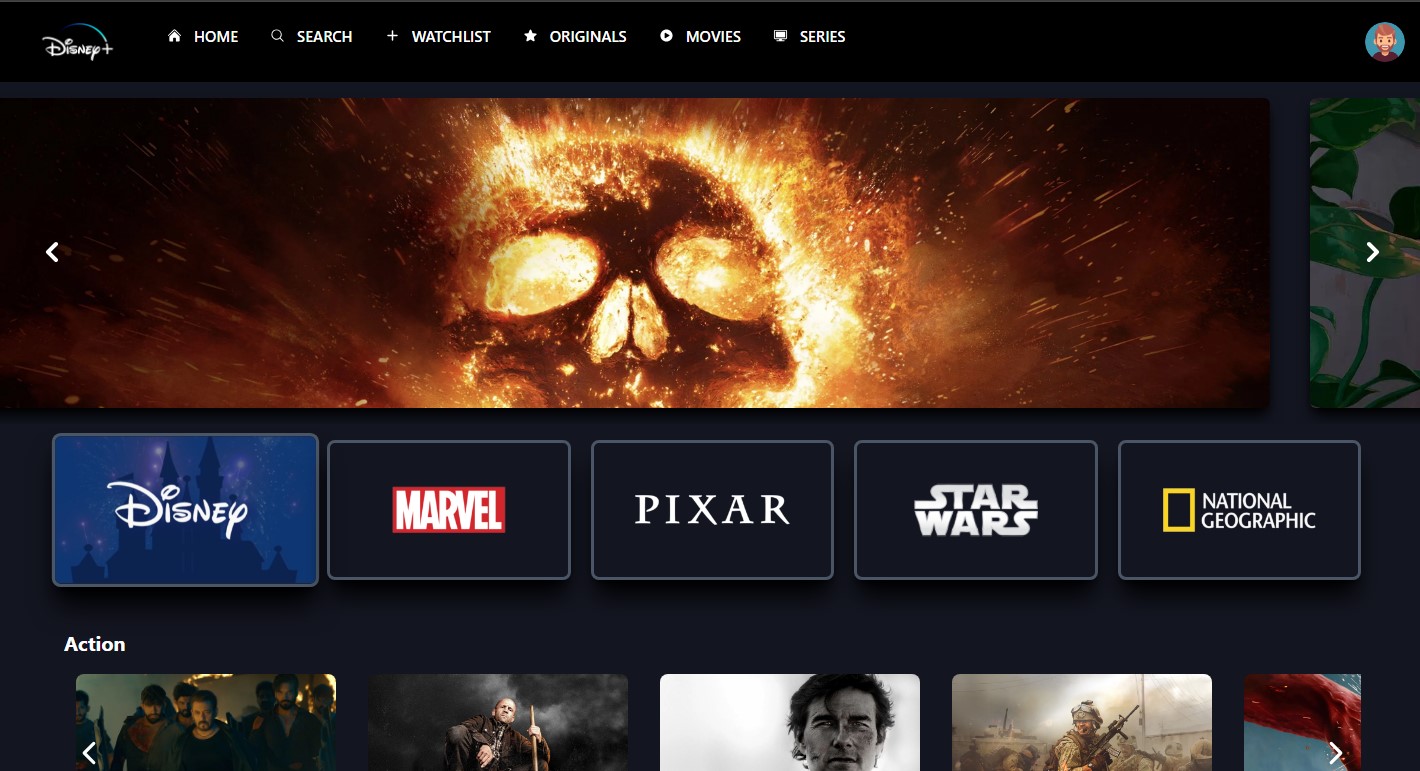 Disney+
HOME
SEARCH
WATCHLIST
ORIGINALS
MOVIES
SERIES
Disney
MARVEL
PIXAR
STAR
WARS
NATIONAL
GEOGRAPHIC
Action